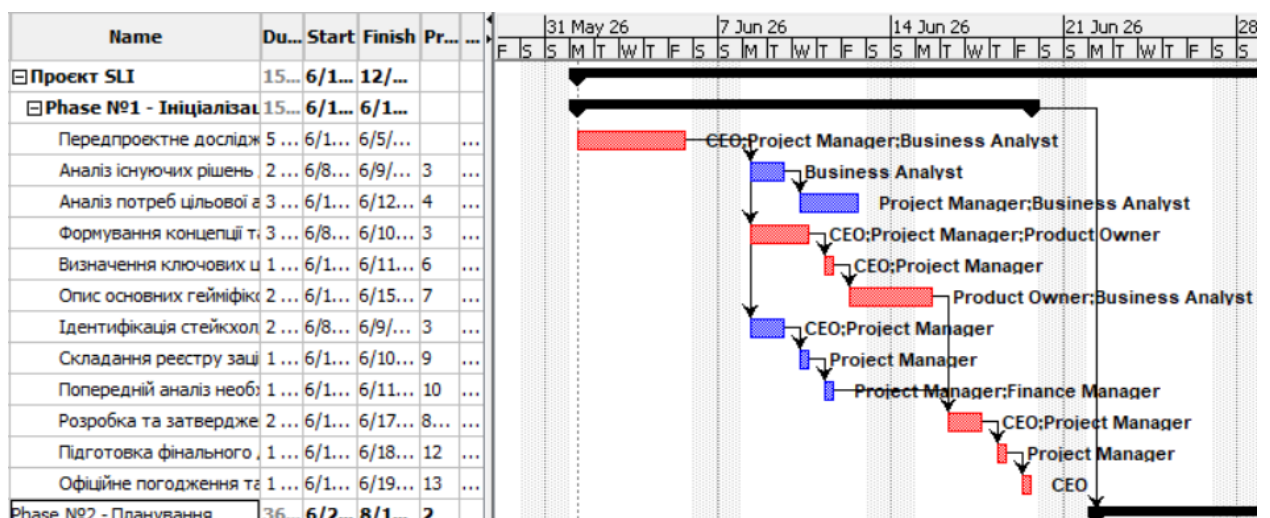 Name Du... Start Finish Pr... ...
31 May 26 7 Jun 26 14 Jun 26 21 Jun 26 28
F S S M T W T F S S M T W T F S S M T W T F S S M T W T F S S
Проєкт SLI 15... 6/1... 12/...
Phase №1 - Ініціалізац 15... 6/1... 6/1...
Передпроектне дослідж 5 ... 6/1... 6/5/... ... CEO;Project Manager;Business Analyst
Аналіз існуючих рішень 2 ... 6/8... 6/9/... 3 ... Business Analyst
Аналіз потреб цільової а 3 ... 6/1... 6/12... 4 ... Project Manager;Business Analyst
Формування концепції та 3 ... 6/8... 6/10... 3 ... CEO;Project Manager;Product Owner
Визначення ключових ц 1 ... 6/1... 6/11... 6 ... CEO;Project Manager
Опис основних гейміфікс 2 ... 6/1... 6/15... 7 ... Product Owner;Business Analyst
Ідентифікація стейкхол 2 ... 6/8... 6/9/... 3 ... CEO;Project Manager
Складання реєстру заці 1 ... 6/1... 6/10... 9 ... Project Manager
Попередній аналіз необх 1 ... 6/1... 6/11... 10 ... Project Manager;Finance Manager
Розробка та затвердже 2 ... 6/1... 6/17... 8... ... CEO;Project Manager
Підготовка фінального 1 ... 6/1... 6/18... 12 ... Project Manager
Офіційне погодження та 1 ... 6/1... 6/19... 13 ... CEO
Phase №2 - Планування 36... 6/2... 8/1... 2